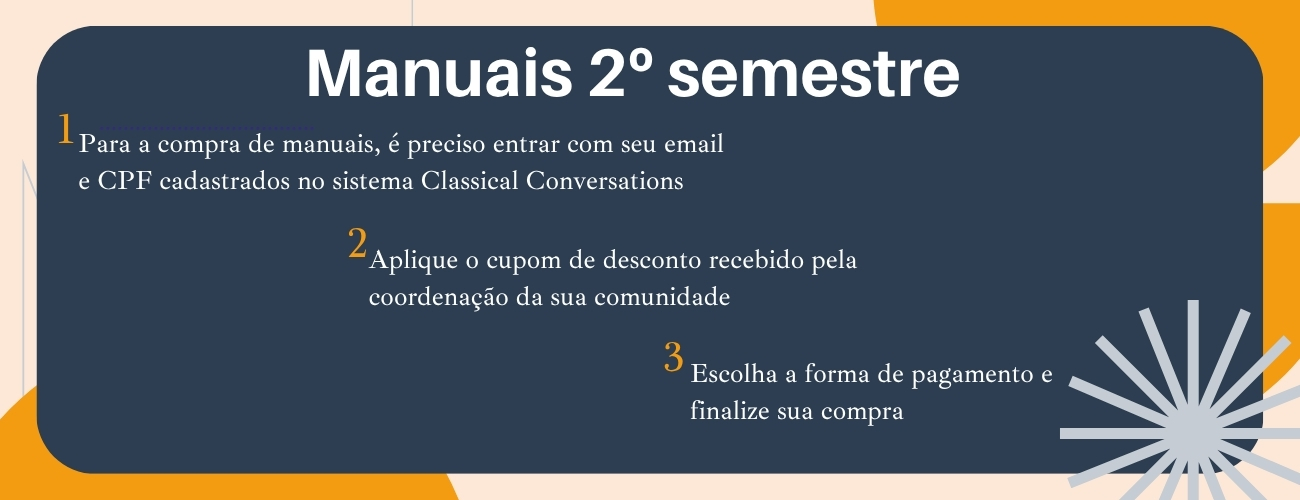 Manuais 2º semestre
1
Para a compra de manuais, é preciso entrar com seu email
e CPF cadastrados no sistema Classical Conversations
2
Aplique o cupom de desconto recebido pela
coordenação da sua comunidade
3
Escolha a forma de pagamento e
finalize sua compra